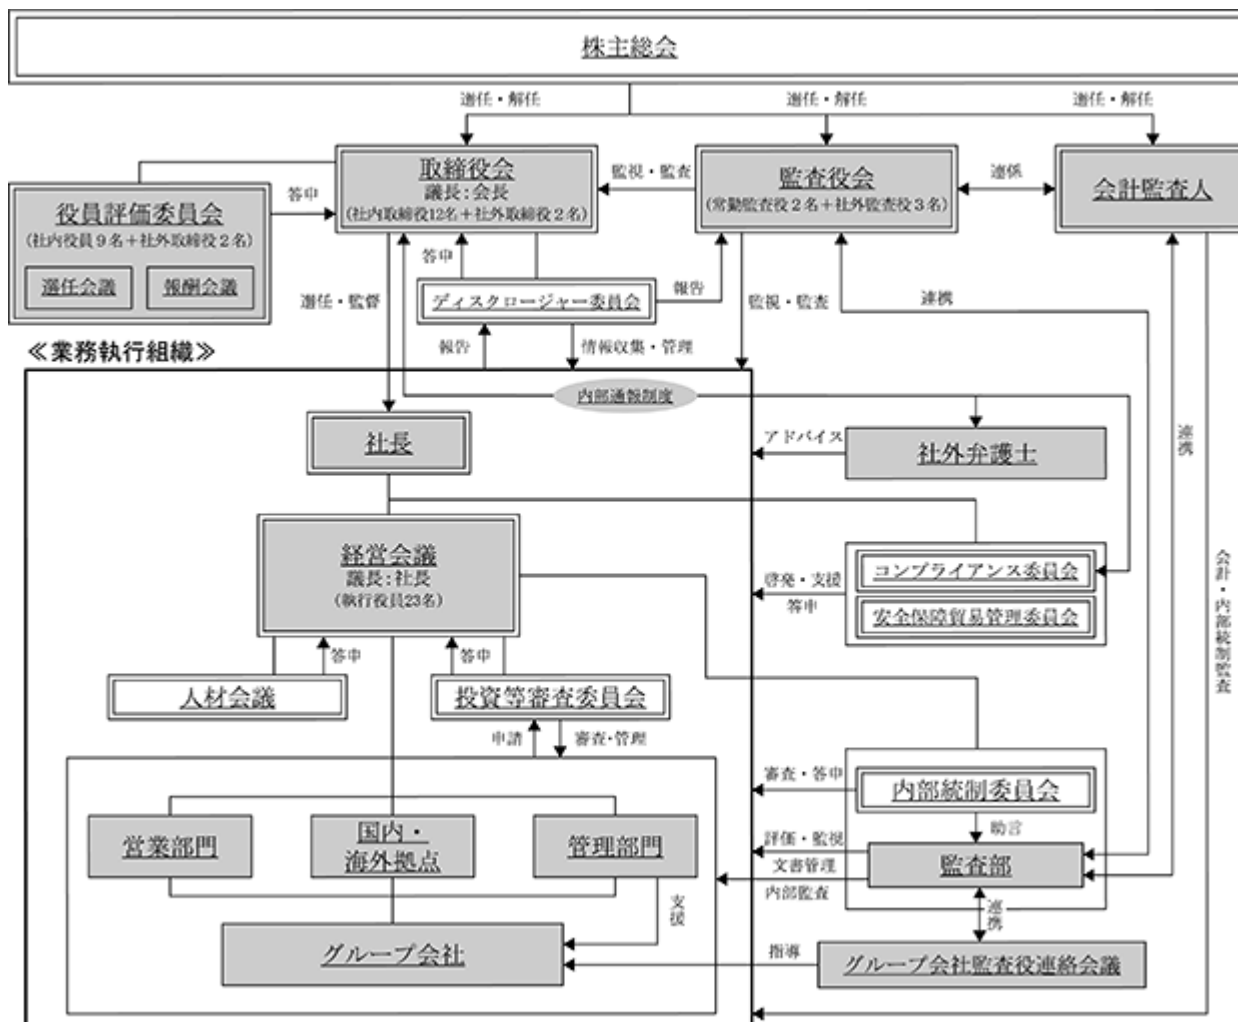 株主総会
選任・解任
選任・解任
選任・解任
取締役会
議長:会長
(社内取締役12名+社外取締役2名)
監視・監査
監査役会
(常勤監査役2名+社外監査役3名)
連係
会計監査人
役員評価委員会
(社内役員9名+社外取締役2名)
選任会議
報酬会議
答申
答申
選任・監督
ディスクロージャー委員会
報告
監視・監査
連携
≪業務執行組織≫
報告
情報収集・管理
内部通報制度
社長
アドバイス
社外弁護士
連携
経営会議
議長:社長
(執行役員23名)
啓発・支援
答申
コンプライアンス委員会
安全保障貿易管理委員会
会計・内部統制監査
答申
答申
人材会議
投資等審査委員会
申請
審査・管理
審査・答申
内部統制委員会
助言
営業部門
国内・
海外拠点
管理部門
評価・監視
文書管理
内部監査
監査部
支援
連携
グループ会社
指導
グループ会社監査役連絡会議